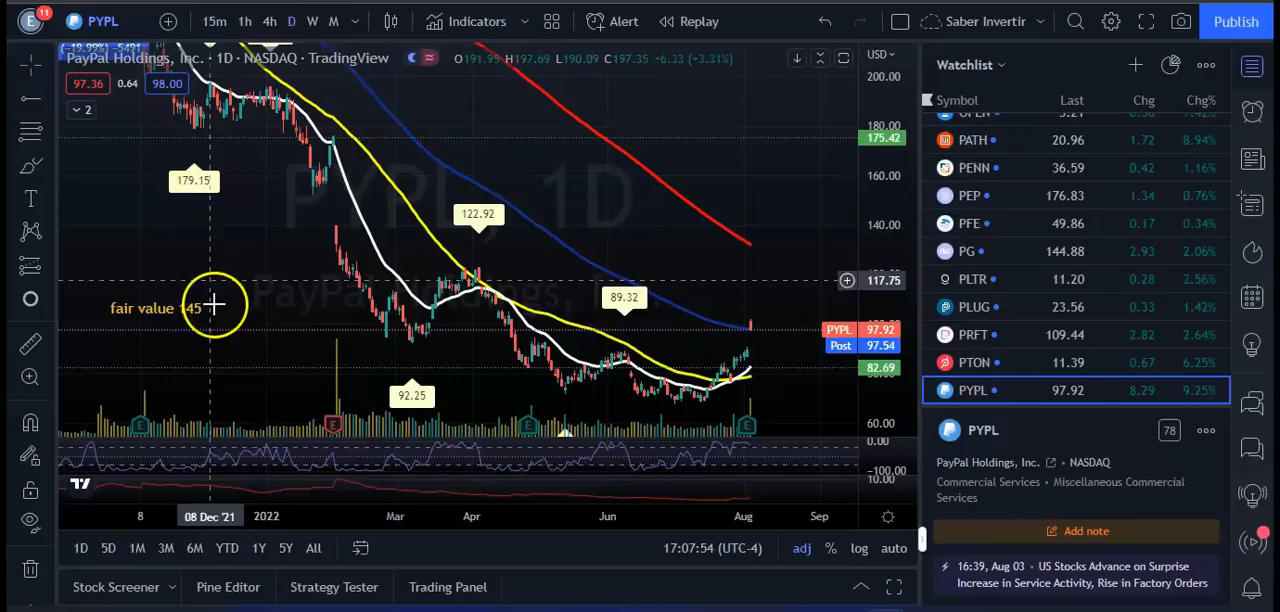 E 11 PYPL 15m 1h 4h D W M Indicators Alert Replay Saber Invertir Publish
PayPal Holdings, Inc. · 1D · NASDAQ · TradingView O191.95 H197.69 L190.09 C197.35 -6.33 (+3.31%) USD
97.36 0.64 98.00
2
200.00
180.00
175.42
160.00
140.00
117.75
PYPL 97.92
Post 97.54
82.69
60.00
0.00
-100.00
10.00
PYPL, 1D
PayPal Holdings, Inc.
179.15
122.92
89.32
92.25
fair value 145
E E E E
8 08 Dec '21 2022 Mar Apr Jun Aug Sep
1D 5D 1M 3M 6M YTD 1Y 5Y All 17:07:54 (UTC-4) adj % log auto
Stock Screener Pine Editor Strategy Tester Trading Panel
Watchlist
Symbol Last Chg Chg%
PATH 20.96 1.72 8.94%
PENN 36.59 0.42 1.16%
PEP 176.83 1.34 0.76%
PFE 49.86 0.17 0.34%
PG 144.88 2.93 2.06%
PLTR 11.20 0.28 2.56%
PLUG 23.56 0.33 1.42%
PRFT 109.44 2.82 2.64%
PTON 11.39 0.67 6.25%
PYPL 97.92 8.29 9.25%
PYPL 78
PayPal Holdings, Inc. • NASDAQ
Commercial Services • Miscellaneous Commercial
Services
Add note
16:39, Aug 03 • US Stocks Advance on Surprise
Increase in Service Activity, Rise in Factory Orders